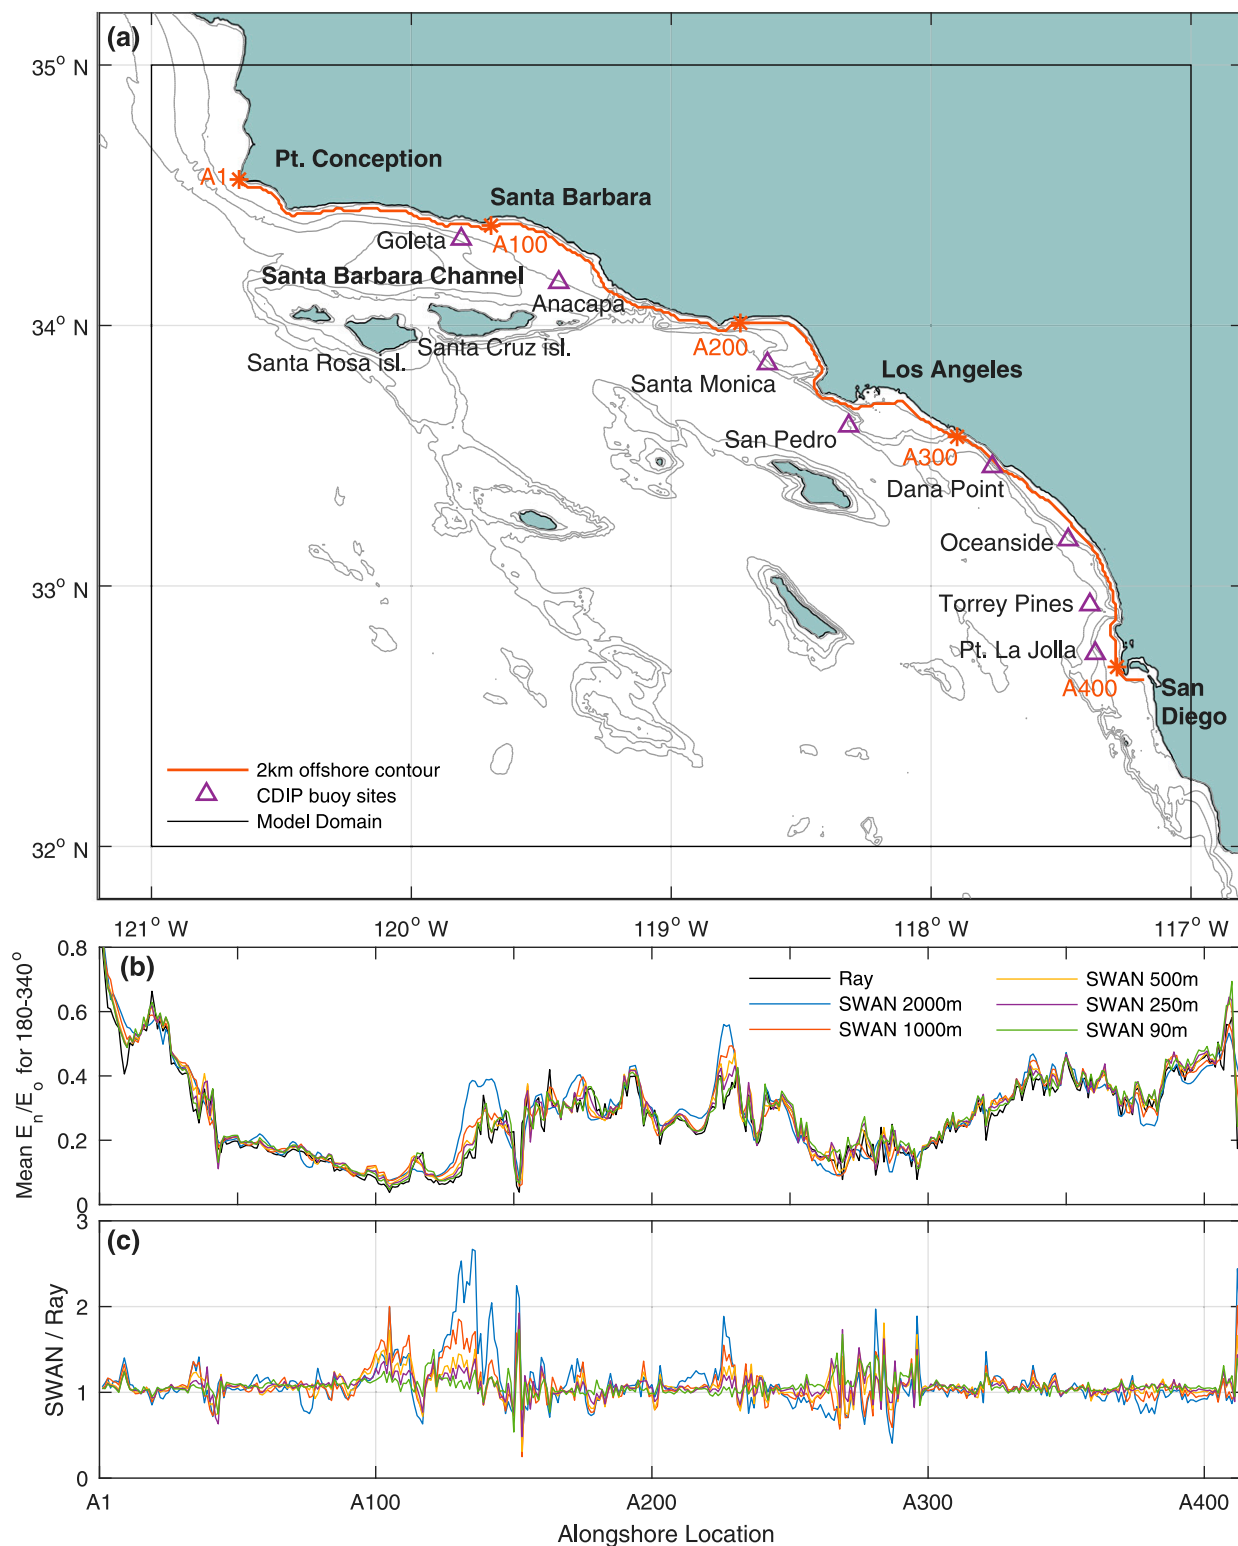 (a)
35° N
Pt. Conception
A1
Santa Barbara
Goleta
A100
Santa Barbara Channel
Anacapa
34° N
Santa Rosa isl.
Santa Cruz isl.
A200
Santa Monica
Los Angeles
San Pedro
A300
Dana Point
Oceanside
33° N
Torrey Pines
Pt. La Jolla
A400
San
Diego
2km offshore contour
CDIP buoy sites
Model Domain
32° N
121° W
120° W
119° W
118° W
117° W
(b)
0.8
0.6
0.4
0.2
0
Mean E_n/E_o for 180-340°
Ray
SWAN 2000m
SWAN 1000m
SWAN 500m
SWAN 250m
SWAN 90m
(c)
3
2
1
0
SWAN / Ray
A1
A100
A200
A300
A400
Alongshore Location